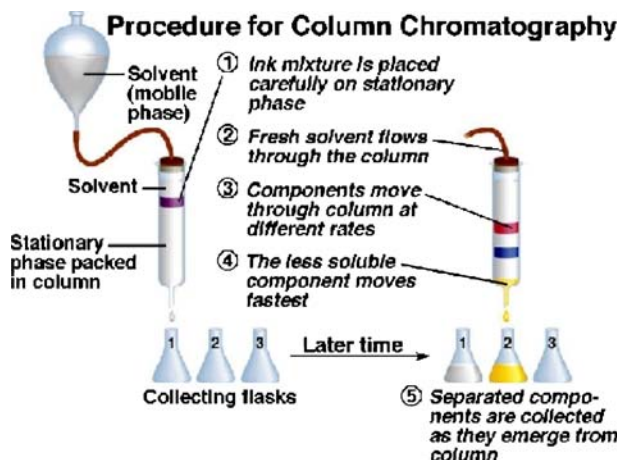 Procedure for Column Chromatography
Solvent
(mobile
phase)
① Ink mixture is placed
carefully on stationary
phase
② Fresh solvent flows
through the column
Solvent
③ Components move
through column at
different rates
Stationary
phase packed
in column
④ The less soluble
component moves
fastest
1 2 3
Later time
1 2 3
Collecting flasks
⑤ Separated compo-
nents are collected
as they emerge from
column